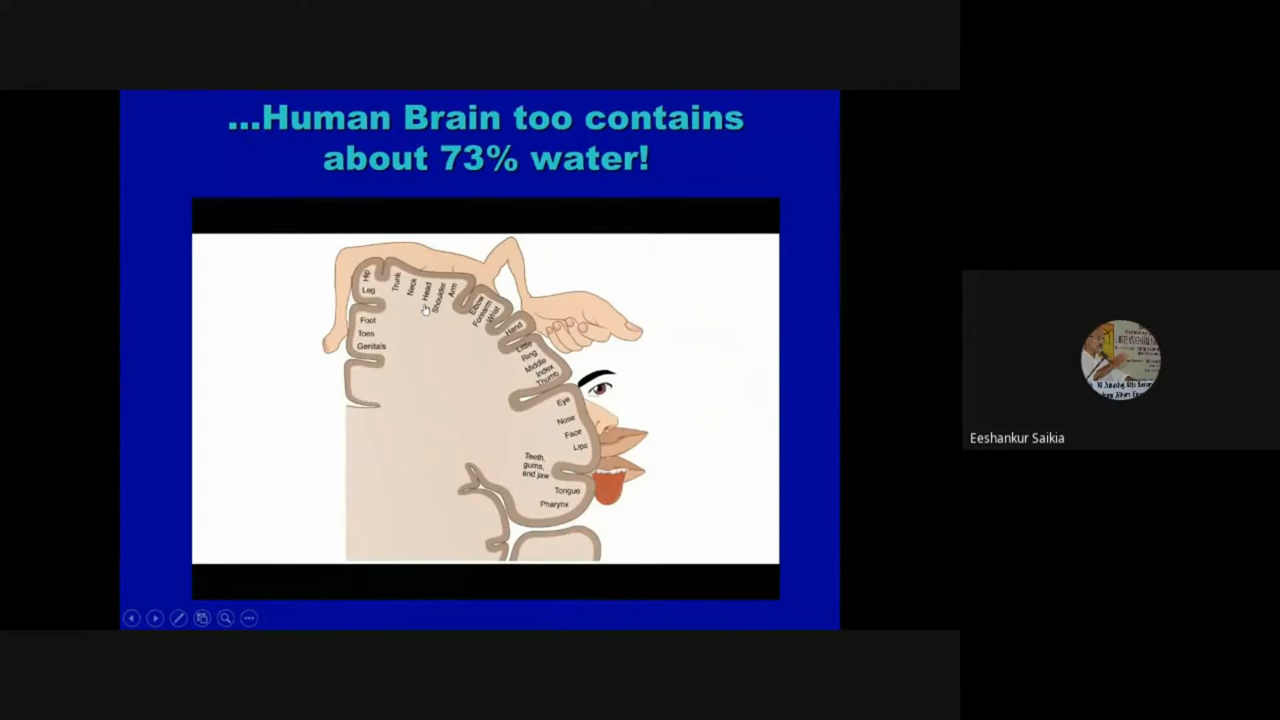 ...Human Brain too contains
about 73% water!
Hip
Leg
Trunk
Neck
Head
Shoulder
Arm
Elbow
Forearm
Wrist
Hand
Little
Ring
Middle
Index
Thumb
Foot
Toes
Genitals
Eye
Nose
Face
Lips
Teeth,
gums,
and jaw
Tongue
Pharynx
Eeshankur Saikia